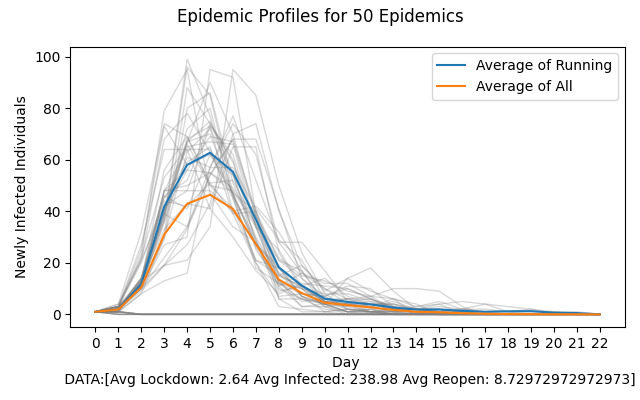 Epidemic Profiles for 50 Epidemics
Newly Infected Individuals
100
80
60
40
20
0
Average of Running
Average of All
0 1 2 3 4 5 6 7 8 9 10 11 12 13 14 15 16 17 18 19 20 21 22
Day
DATA:[Avg Lockdown: 2.64 Avg Infected: 238.98 Avg Reopen: 8.72972972972973]